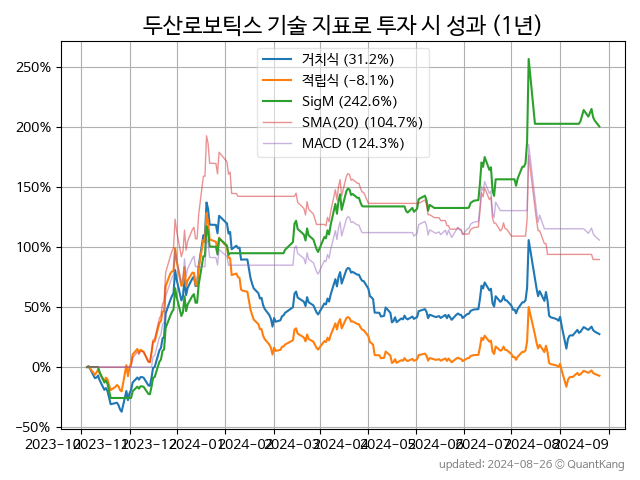 두산로보틱스 기술 지표로 투자 시 성과 (1년)
거치식 (31.2%)
적립식 (-8.1%)
SigM (242.6%)
SMA(20) (104.7%)
MACD (124.3%)
250%
200%
150%
100%
50%
0%
-50%
2023-10 2023-11 2023-12 2024-01 2024-02 2024-03 2024-04 2024-05 2024-06 2024-07 2024-08 2024-09
updated: 2024-08-26 © QuantKang